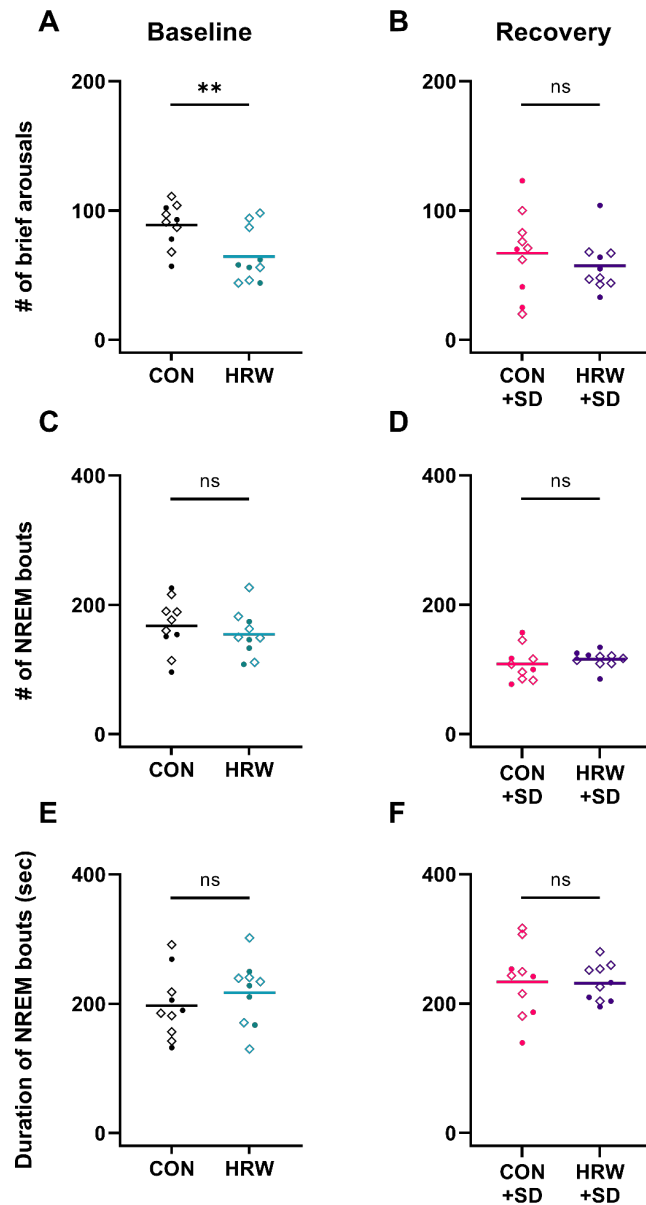 A Baseline B Recovery
# of brief arousals
200
100
0
**
CON HRW
200
100
0
ns
CON HRW
+SD +SD
C
# of NREM bouts
400
200
0
ns
CON HRW
D
400
200
0
ns
CON HRW
+SD +SD
E
Duration of NREM bouts (sec)
400
200
0
ns
CON HRW
F
400
200
0
ns
CON HRW
+SD +SD